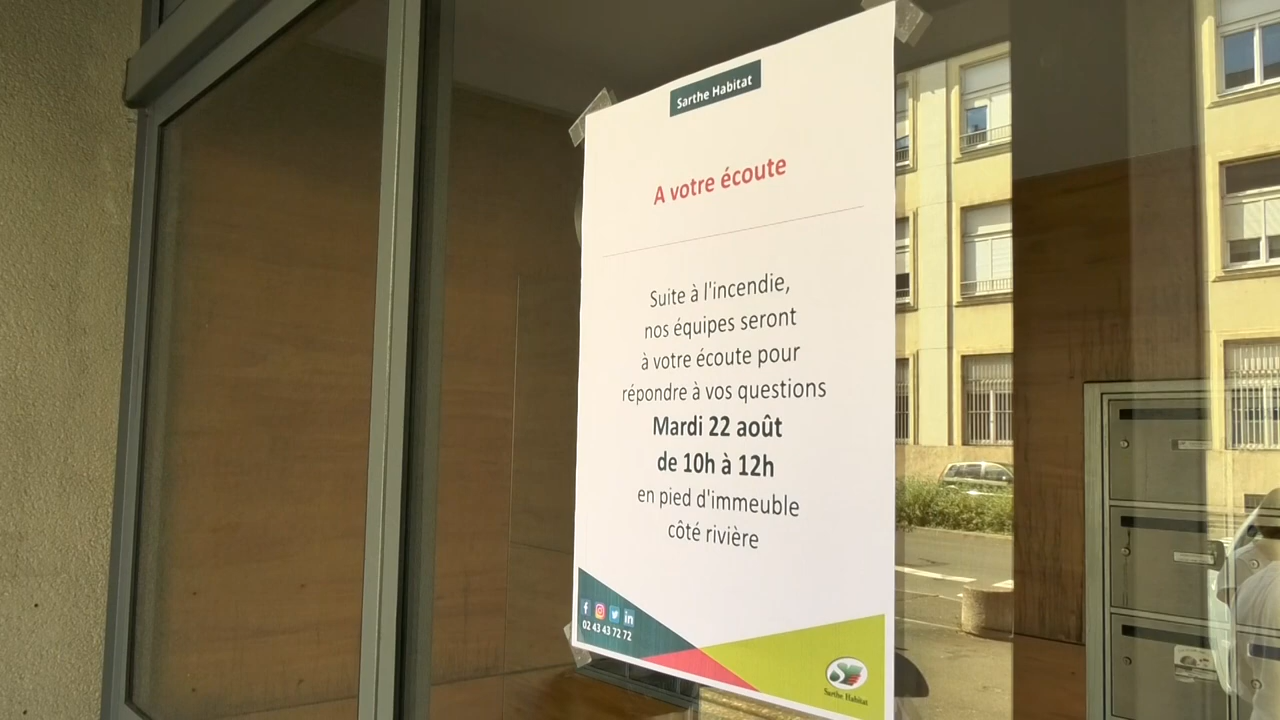 Sarthe Habitat
A votre écoute
Suite à l'incendie,
nos équipes seront
à votre écoute pour
répondre à vos questions
Mardi 22 août
de 10h à 12h
en pied d'immeuble
côté rivière
02 43 43 72 72
Sarthe Habitat